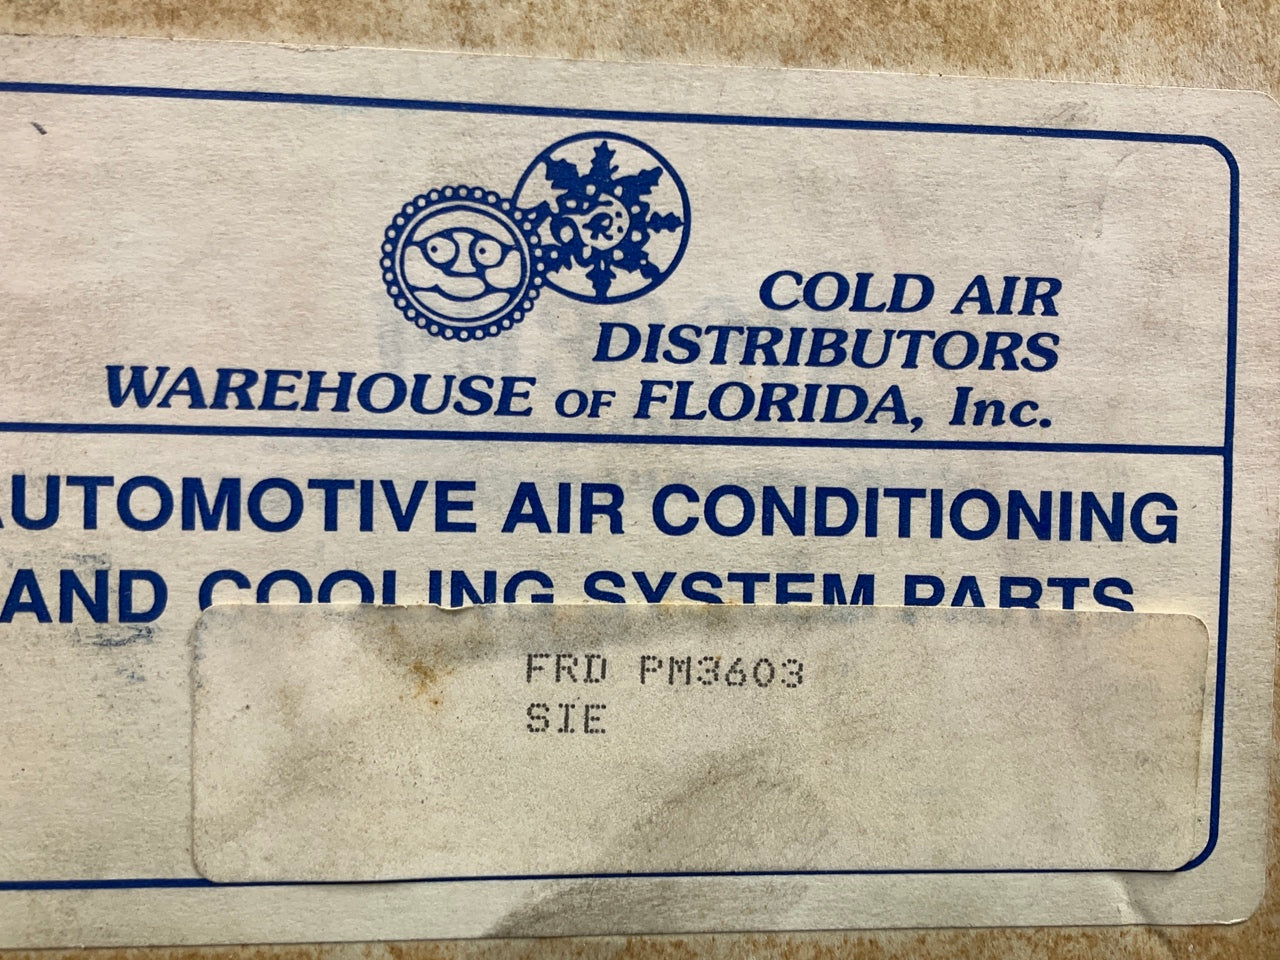 COLD AIR
DISTRIBUTORS
WAREHOUSE OF FLORIDA, Inc.
AUTOMOTIVE AIR CONDITIONING
AND COOLING SYSTEM PARTS
FRD PM3603
SIE